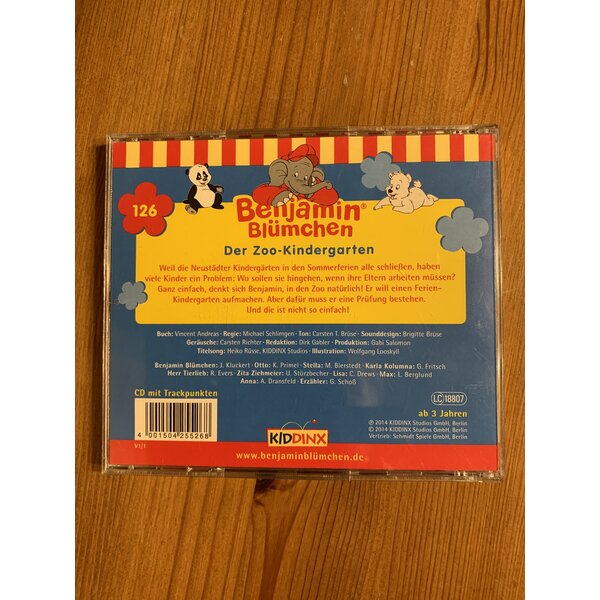 126
Benjamin®
Blümchen
Der Zoo-Kindergarten
Weil die Neustädter Kindergärten in den Sommerferien alle schließen, haben
viele Kinder ein Problem: Wo sollen sie hingehen, wenn ihre Eltern arbeiten müssen?
Ganz einfach, denkt sich Benjamin, in den Zoo natürlich! Er will einen Ferien-
Kindergarten aufmachen. Aber dafür muss er eine Prüfung bestehen.
Und die ist nicht so einfach!
Buch: Vincent Andreas · Regie: Michael Schlimgen · Ton: Carsten T. Brüse · Sounddesign: Brigitte Brüse
Geräusche: Carsten Richter · Redaktion: Dirk Gabler · Produktion: Gabi Salomon
Titelsong: Heiko Rüsse, KIDDINX Studios · Illustration: Wolfgang Looskyll
Benjamin Blümchen: J. Kluckert · Otto: K. Primel · Stella: M. Bierstedt · Karla Kolumna: G. Fritsch
Herr Tierlieb: R. Evers · Zita Ziehmeier: U. Stürzbecher · Lisa: C. Drews · Max: L. Berglund
Anna: A. Dransfeld · Erzähler: G. Schoß
CD mit Trackpunkten
LC 18807
ab 3 Jahren
4 001504 255268
℗ 2014 KIDDINX Studios GmbH, Berlin
© 2014 KIDDINX Studios GmbH, Berlin
Vertrieb: Schmidt Spiele GmbH, Berlin
V1/1
KIDDINX
www.benjaminblümchen.de